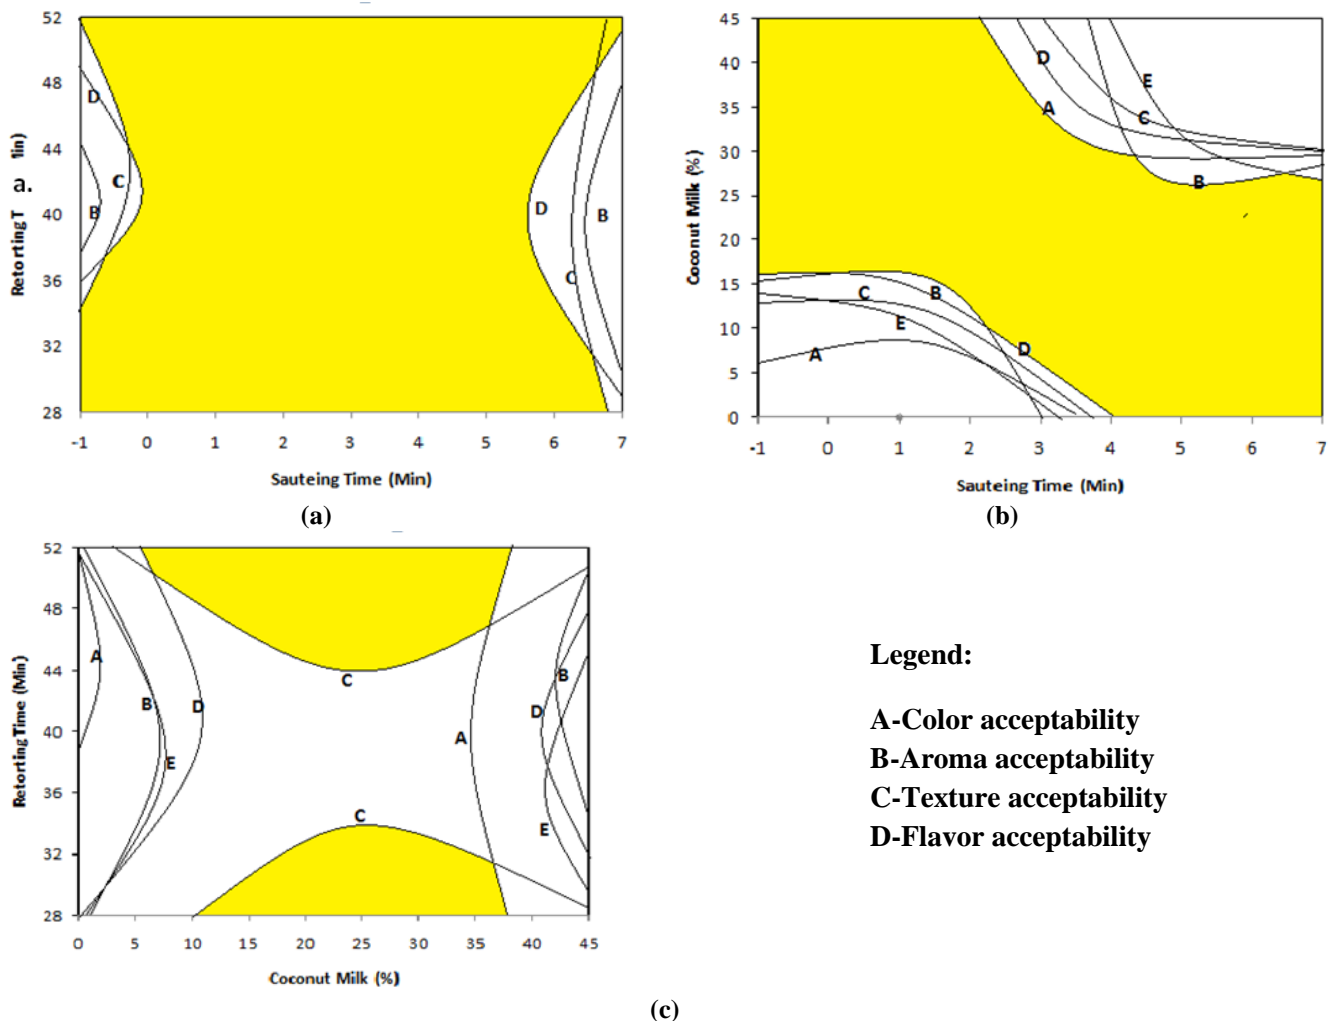 52
48
44
40
36
32
28
a.
Retorting T
lin)
D
C
B
D
B
C
-1 0 1 2 3 4 5 6 7
Sauteing Time (Min)
(a)
45
40
35
30
25
20
15
10
5
0
Coconut Milk (%)
D
A
E
C
B
C
B
E
A
D
-1 0 1 2 3 4 5 6 7
Sauteing Time (Min)
(b)
52
48
44
40
36
32
28
Retorting Time (Min)
A
B
D
E
C
C
A
B
D
E
0 5 10 15 20 25 30 35 40 45
Coconut Milk (%)
(c)
Legend:
A-Color acceptability
B-Aroma acceptability
C-Texture acceptability
D-Flavor acceptability